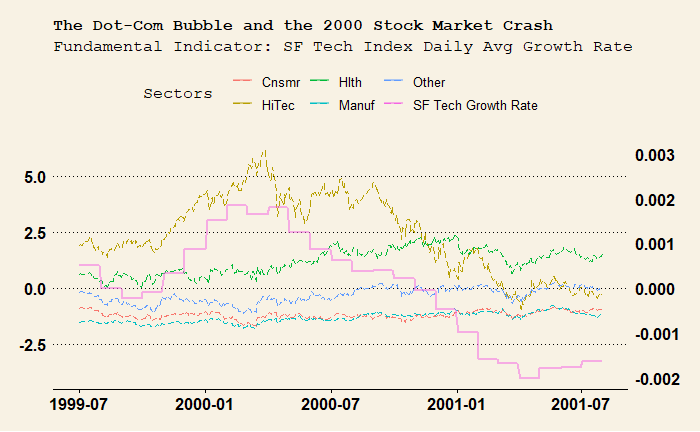 The Dot-Com Bubble and the 2000 Stock Market Crash
Fundamental Indicator: SF Tech Index Daily Avg Growth Rate
Sectors
Cnsmr
Hlth
Other
HiTec
Manuf
SF Tech Growth Rate
5.0
2.5
0.0
-2.5
0.003
0.002
0.001
0.000
-0.001
-0.002
1999-07
2000-01
2000-07
2001-01
2001-07